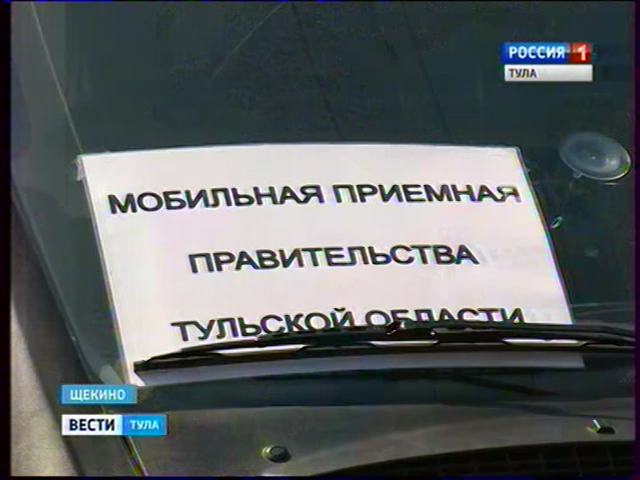 РОССИЯ 1
ТУЛА
МОБИЛЬНАЯ ПРИЕМНАЯ
ПРАВИТЕЛЬСТВА
ТУЛЬСКОЙ ОБЛАСТИ
ЩЕКИНО
ВЕСТИ ТУЛА